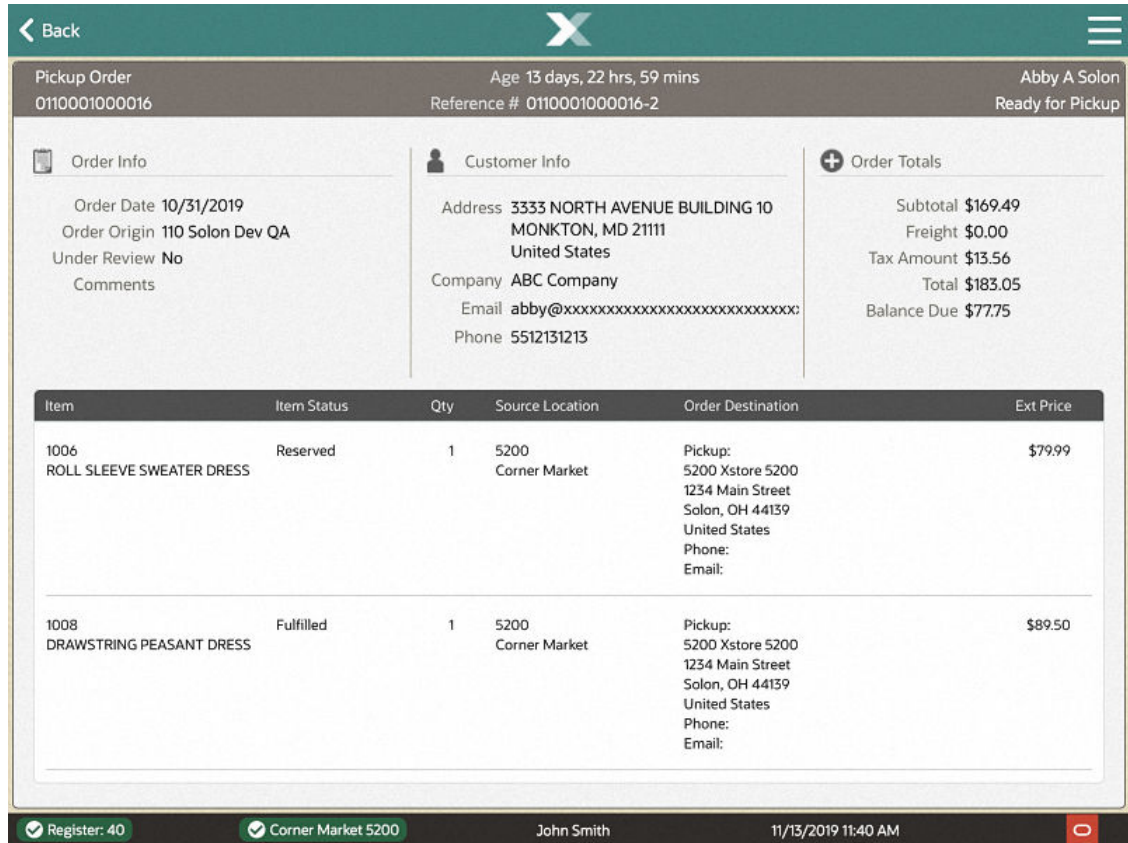 Back
Pickup Order
0110001000016
Age 13 days, 22 hrs, 59 mins
Reference # 0110001000016-2
Abby A Solon
Ready for Pickup
Order Info
Order Date 10/31/2019
Order Origin 110 Solon Dev QA
Under Review No
Comments
Customer Info
Address 3333 NORTH AVENUE BUILDING 10
MONKTON, MD 21111
United States
Company ABC Company
Email abby@xxxxxxxxxxxxxxxxxxxxxxxxxxx
Phone 5512131213
Order Totals
Subtotal $169.49
Freight $0.00
Tax Amount $13.56
Total $183.05
Balance Due $77.75
Item Item Status Qty Source Location Order Destination Ext Price
1006 Reserved 1 5200 Pickup: $79.99
ROLL SLEEVE SWEATER DRESS Corner Market 5200 Xstore 5200
1234 Main Street
Solon, OH 44139
United States
Phone:
Email:
1008 Fulfilled 1 5200 Pickup: $89.50
DRAWSTRING PEASANT DRESS Corner Market 5200 Xstore 5200
1234 Main Street
Solon, OH 44139
United States
Phone:
Email:
Register: 40 Corner Market 5200 John Smith 11/13/2019 11:40 AM